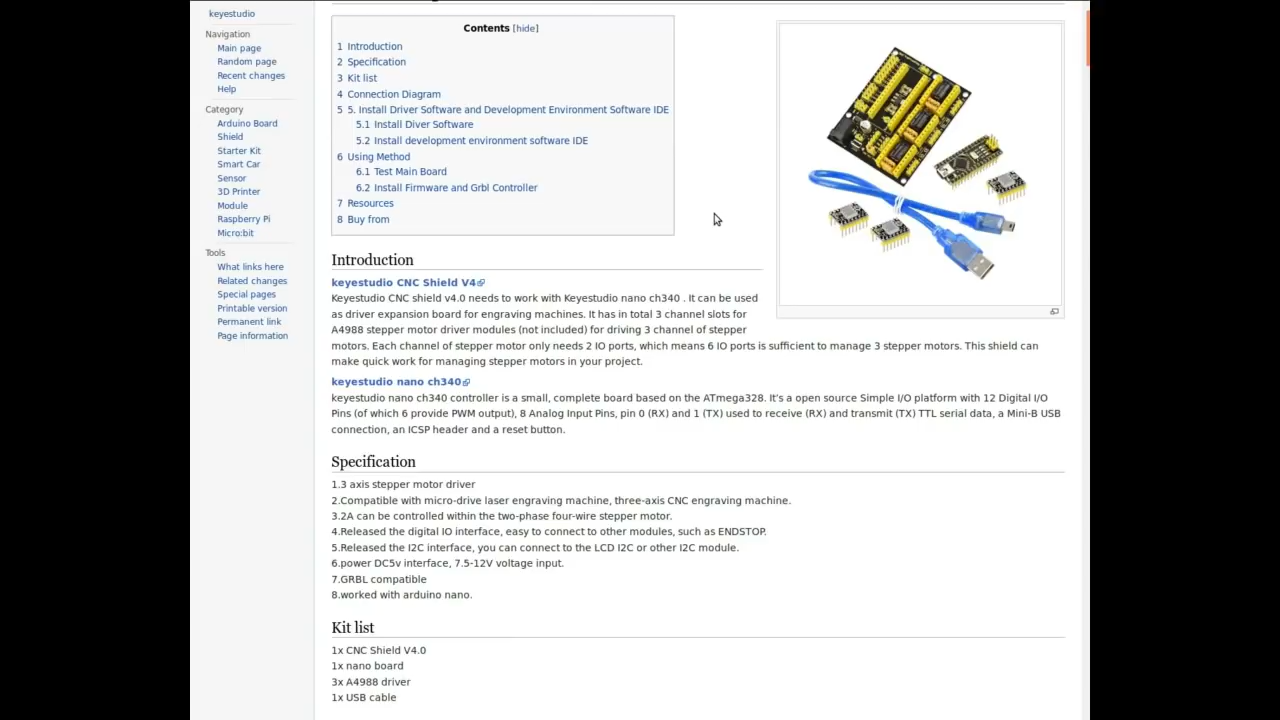 keyestudio
Navigation
Main page
Random page
Recent changes
Help
Category
Arduino Board
Shield
Starter Kit
Smart Car
Sensor
3D Printer
Module
Raspberry Pi
Micro:bit
Tools
What links here
Related changes
Special pages
Printable version
Permanent link
Page information
Contents [hide]
1 Introduction
2 Specification
3 Kit list
4 Connection Diagram
5 5. Install Driver Software and Development Environment Software IDE
5.1 Install Diver Software
5.2 Install development environment software IDE
6 Using Method
6.1 Test Main Board
6.2 Install Firmware and Grbl Controller
7 Resources
8 Buy from
Introduction
keyestudio CNC Shield V4
Keyestudio CNC shield v4.0 needs to work with Keyestudio nano ch340 . It can be used
as driver expansion board for engraving machines. It has in total 3 channel slots for
A4988 stepper motor driver modules (not included) for driving 3 channel of stepper
motors. Each channel of stepper motor only needs 2 IO ports, which means 6 IO ports is sufficient to manage 3 stepper motors. This shield can
make quick work for managing stepper motors in your project.
keyestudio nano ch340
keyestudio nano ch340 controller is a small, complete board based on the ATmega328. It's a open source Simple I/O platform with 12 Digital I/O
Pins (of which 6 provide PWM output), 8 Analog Input Pins, pin 0 (RX) and 1 (TX) used to receive (RX) and transmit (TX) TTL serial data, a Mini-B USB
connection, an ICSP header and a reset button.
Specification
1.3 axis stepper motor driver
2.Compatible with micro-drive laser engraving machine, three-axis CNC engraving machine.
3.2A can be controlled within the two-phase four-wire stepper motor.
4.Released the digital IO interface, easy to connect to other modules, such as ENDSTOP.
5.Released the I2C interface, you can connect to the LCD I2C or other I2C module.
6.power DC5v interface, 7.5-12V voltage input.
7.GRBL compatible
8.worked with arduino nano.
Kit list
1x CNC Shield V4.0
1x nano board
3x A4988 driver
1x USB cable